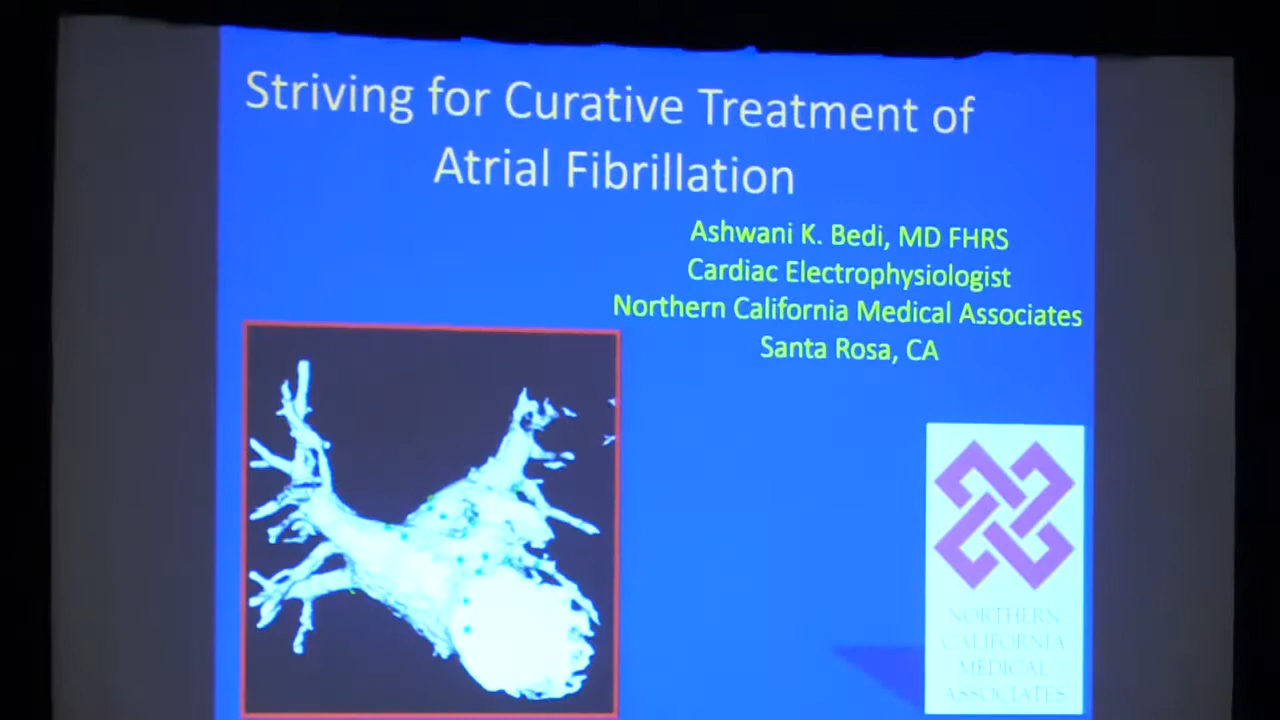 Striving for Curative Treatment of
Atrial Fibrillation
Ashwani K. Bedi, MD FHRS
Cardiac Electrophysiologist
Northern California Medical Associates
Santa Rosa, CA
NORTHERN
CALIFORNIA
MEDICAL
ASSOCIATES